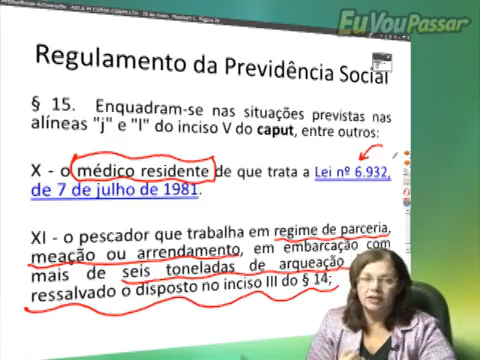 EuVouPassar
Regulamento da Previdência Social
§ 15. Enquadram-se nas situações previstas nas
alíneas "j" e "l" do inciso V do caput, entre outros:
X - o médico residente de que trata a Lei nº 6.932,
de 7 de julho de 1981.
XI - o pescador que trabalha em regime de parceria,
meação ou arrendamento, em embarcação com
mais de seis toneladas de arqueação
ressalvado o disposto no inciso III do § 14;